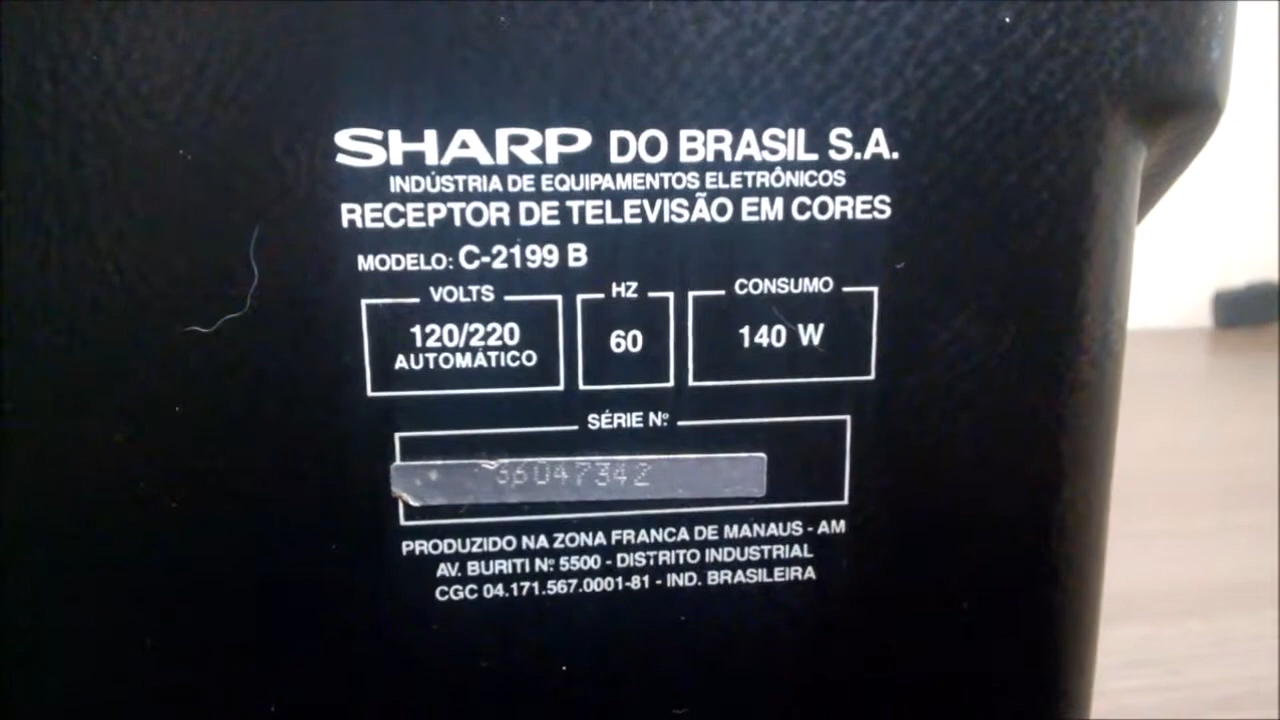 SHARP DO BRASIL S.A.
INDÚSTRIA DE EQUIPAMENTOS ELETRÔNICOS
RECEPTOR DE TELEVISÃO EM CORES
MODELO: C-2199 B
VOLTS HZ CONSUMO
120/220 60 140 W
AUTOMÁTICO
SÉRIE Nº
36047342
PRODUZIDO NA ZONA FRANCA DE MANAUS - AM
AV. BURITI Nº 5500 - DISTRITO INDUSTRIAL
CGC 04.171.567.0001-81 - IND. BRASILEIRA